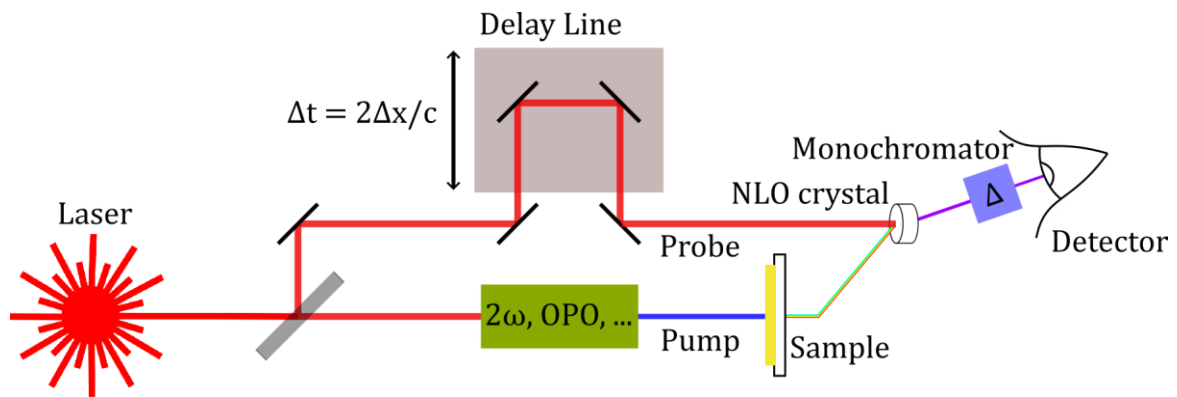 Delay Line
Δt = 2Δx/c
Monochromator
NLO crystal
Δ
Laser
Probe
Detector
2ω, OPO, ...
Pump
Sample